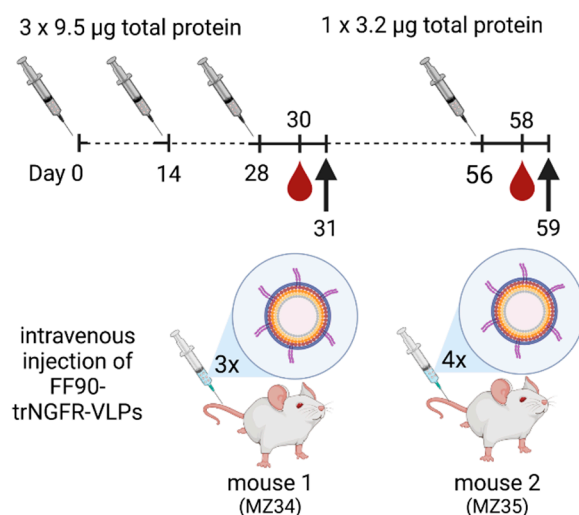 3 x 9.5 µg total protein
1 x 3.2 µg total protein
30
58
Day 0
14
28
56
31
59
intravenous
injection of
FF90-
trNGFR-VLPs
3x
4x
mouse 1
(MZ34)
mouse 2
(MZ35)